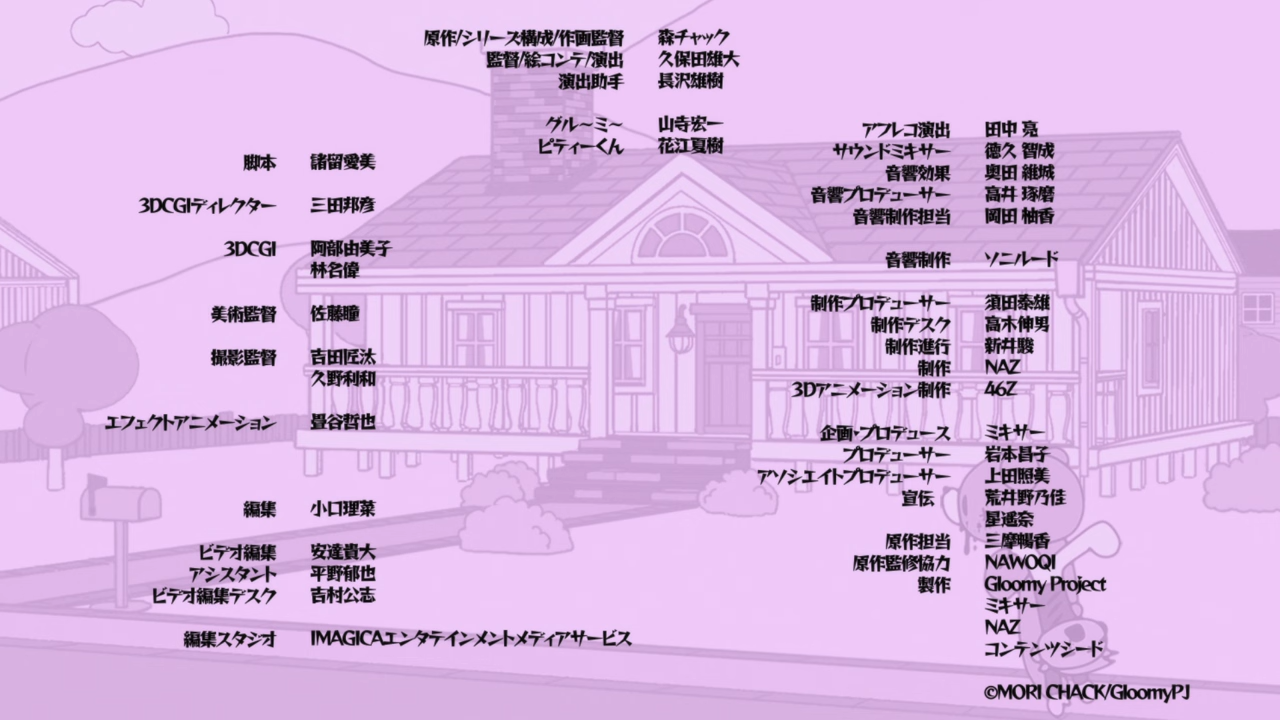 原作/シリーズ構成/作画監督 森チャック
監督/絵コンテ/演出 久保田雄大
演出助手 長沢雄樹
グル～ミ～ 山寺宏一
ピティーくん 花江夏樹
脚本 諸留愛美
3DCGIディレクター 三田邦彦
3DCGI 阿部由美子
林名偉
美術監督 佐藤瞳
撮影監督 吉田匠汰
久野利和
エフェクトアニメーション 畳谷哲也
編集 小口理菜
ビデオ編集 安達貴大
アシスタント 平野郁也
ビデオ編集デスク 吉村公志
編集スタジオ IMAGICAエンタテインメントメディアサービス
アフレコ演出 田中 亮
サウンドミキサー 徳久 智成
音響効果 奥田 維城
音響プロデューサー 高井 琢磨
音響制作担当 岡田 柚香
音響制作 ソニルード
制作プロデューサー 須田泰雄
制作デスク 高木伸男
制作進行 新井駿
制作 NAZ
3Dアニメーション制作 46Z
企画・プロデュース ミキサー
プロデューサー 岩本昌子
アソシエイトプロデューサー 上田照美
宣伝 荒井野乃佳
星遥奈
原作担当 三摩暢香
原作監修協力 NAWOQI
製作 Gloomy Project
ミキサー
NAZ
コンテンツシード
©MORI CHACK/GloomyPJ